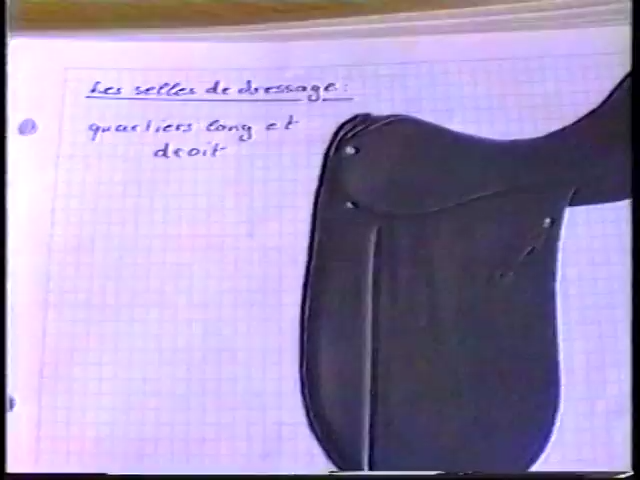 Les selles de dressage :
quartiers long et
droit